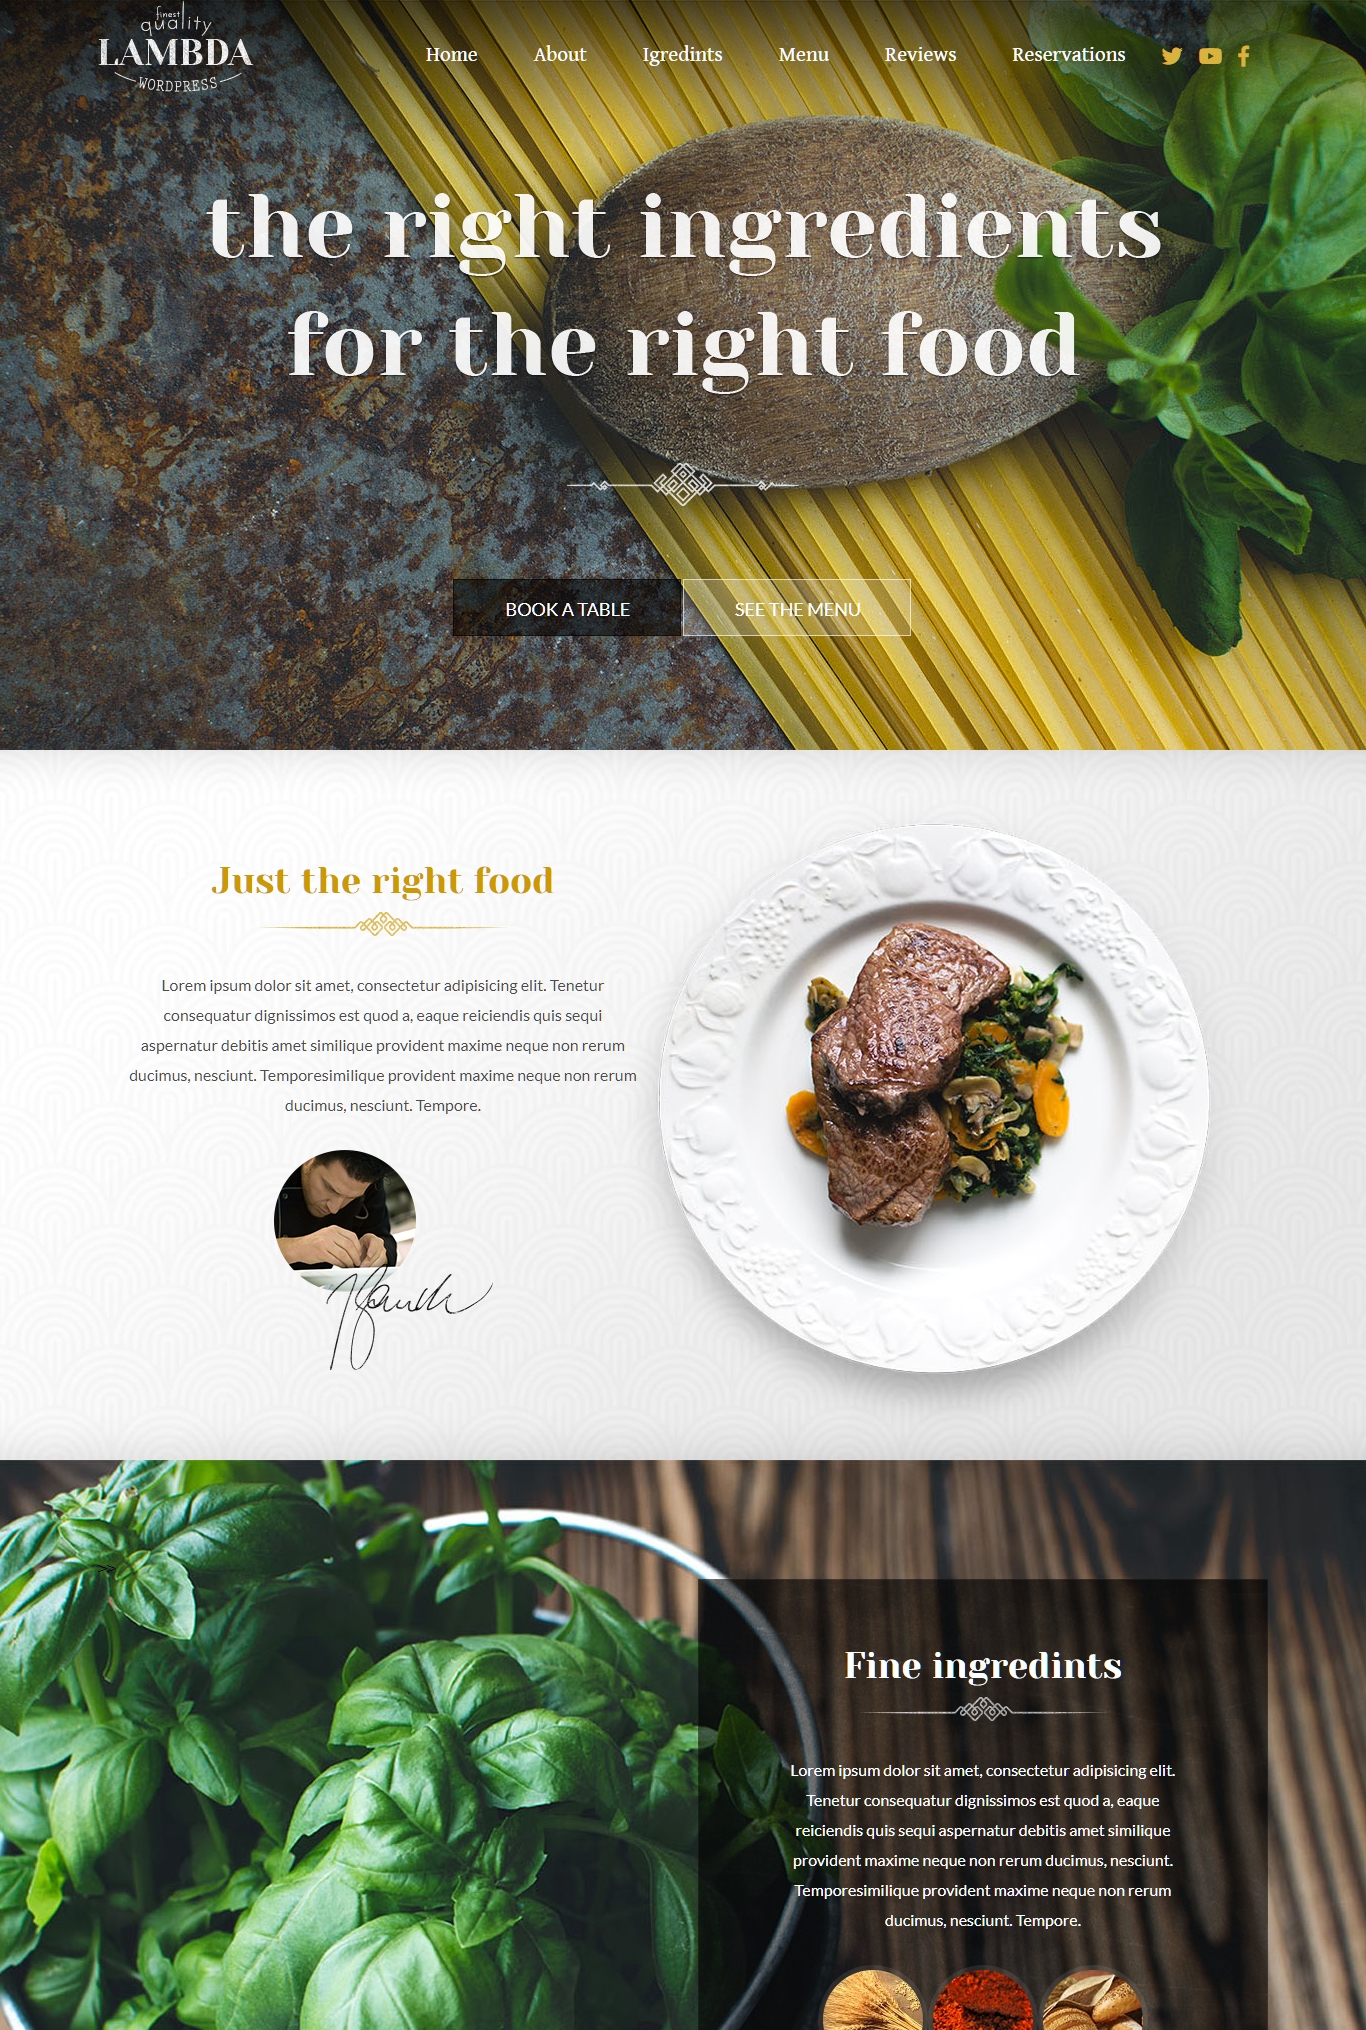 finest
quality
LAMBDA
WORDPRESS
Home
About
Igredints
Menu
Reviews
Reservations
the right ingredients
for the right food
BOOK A TABLE
SEE THE MENU
Just the right food
Lorem ipsum dolor sit amet, consectetur adipisicing elit. Tenetur
consequatur dignissimos est quod a, eaque reiciendis quis sequi
aspernatur debitis amet similique provident maxime neque non rerum
ducimus, nesciunt. Temporesimilique provident maxime neque non rerum
ducimus, nesciunt. Tempore.
Fine ingredints
Lorem ipsum dolor sit amet, consectetur adipisicing elit.
Tenetur consequatur dignissimos est quod a, eaque
reiciendis quis sequi aspernatur debitis amet similique
provident maxime neque non rerum ducimus, nesciunt.
Temporesimilique provident maxime neque non rerum
ducimus, nesciunt. Tempore.